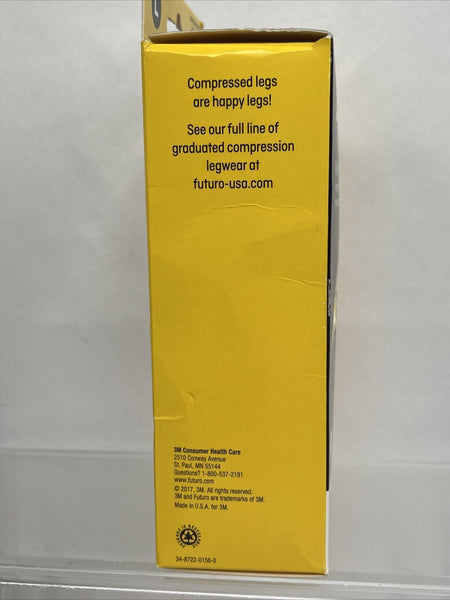 Compressed legs
are happy legs!
See our full line of
graduated compression
legwear at
futuro-usa.com
3M Consumer Health Care
2510 Conway Avenue
St. Paul, MN 55144
Questions? 1-800-537-2191
www.futuro.com
© 2017, 3M. All rights reserved.
3M and Futuro are trademarks of 3M.
Made in U.S.A. for 3M.
34-8722-0156-0